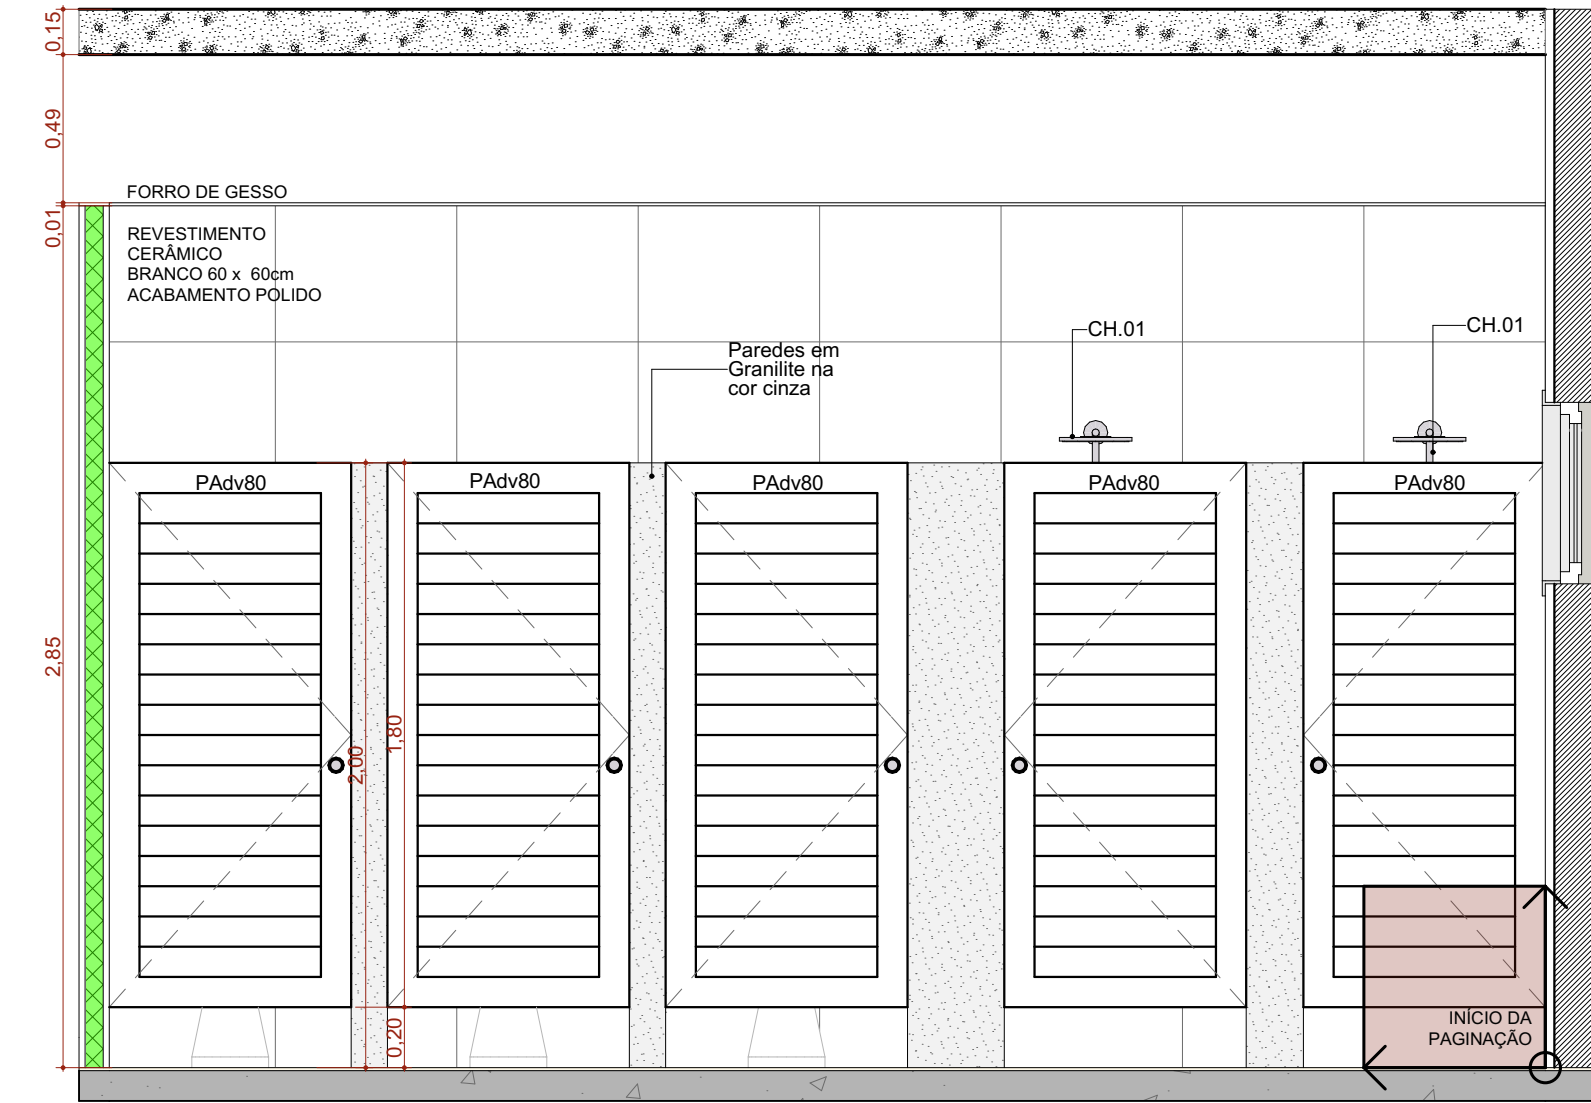 0,15
0,49
FORRO DE GESSO
0,01
REVESTIMENTO
CERÂMICO
BRANCO 60 x 60cm
ACABAMENTO POLIDO
CH.01
CH.01
Paredes em
Granilite na
cor cinza
PAdv80
PAdv80
PAdv80
PAdv80
PAdv80
2,85
1,80
2,00
0,20
INÍCIO DA
PAGINAÇÃO